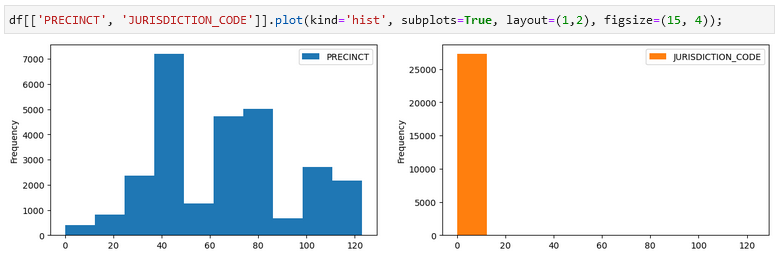 df[['PRECINCT', 'JURISDICTION_CODE']].plot(kind='hist', subplots=True, layout=(1,2), figsize=(15, 4));
PRECINCT
Frequency
7000
6000
5000
4000
3000
2000
1000
0
0 20 40 60 80 100 120
JURISDICTION_CODE
Frequency
25000
20000
15000
10000
5000
0
0 20 40 60 80 100 120